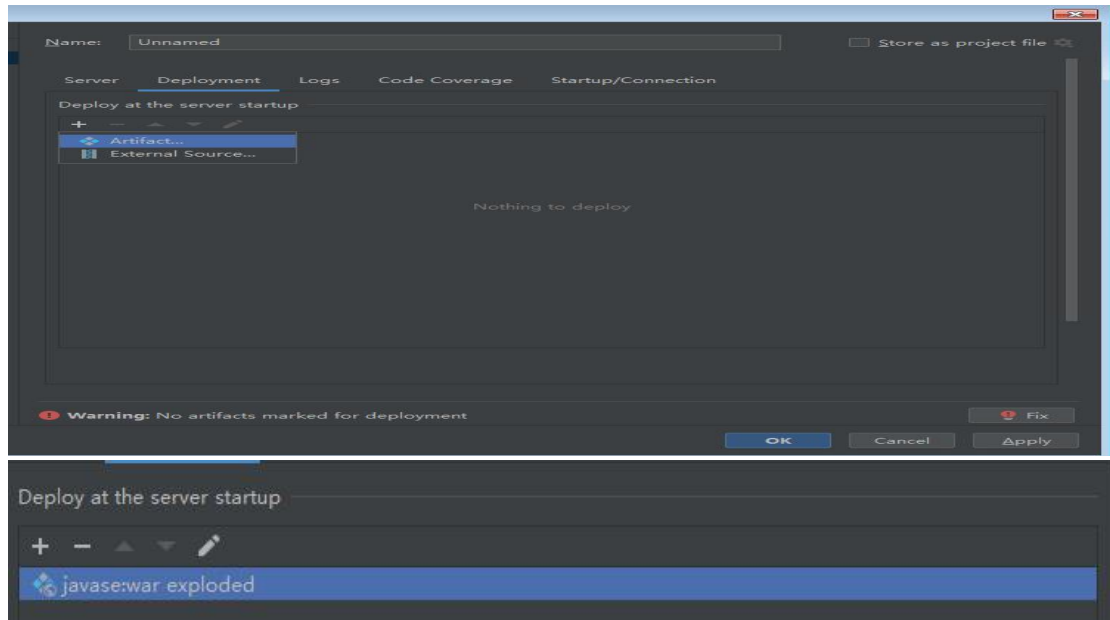 Name: Unnamed Store as project file
Server Deployment Logs Code Coverage Startup/Connection
Deploy at the server startup
Artifact...
External Source...
Nothing to deploy
Warning: No artifacts marked for deployment Fix
OK Cancel Apply
Deploy at the server startup
javase:war exploded